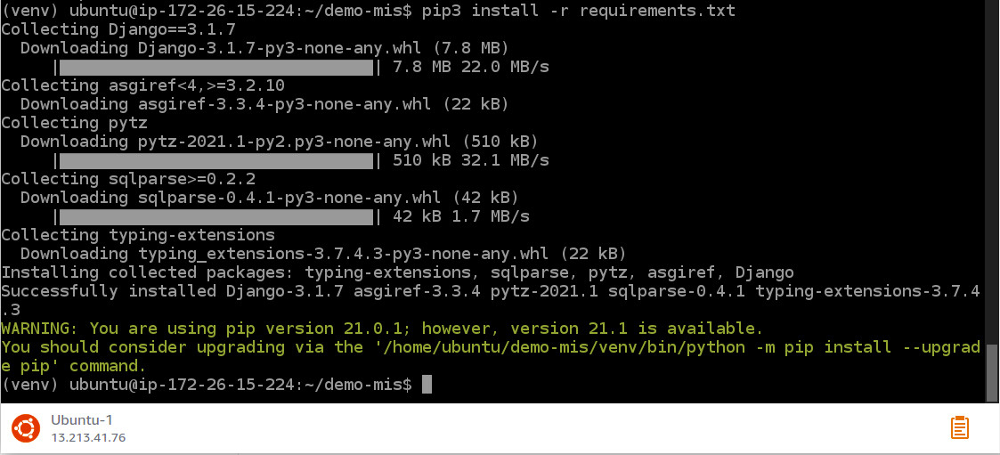 (venv) ubuntu@ip-172-26-15-224:~/demo-mis$ pip3 install -r requirements.txt
Collecting Django==3.1.7
  Downloading Django-3.1.7-py3-none-any.whl (7.8 MB)
     |████████████████████████████████| 7.8 MB 22.0 MB/s
Collecting asgiref<4,>=3.2.10
  Downloading asgiref-3.3.4-py3-none-any.whl (22 kB)
Collecting pytz
  Downloading pytz-2021.1-py2.py3-none-any.whl (510 kB)
     |████████████████████████████████| 510 kB 32.1 MB/s
Collecting sqlparse>=0.2.2
  Downloading sqlparse-0.4.1-py3-none-any.whl (42 kB)
     |████████████████████████████████| 42 kB 1.7 MB/s
Collecting typing-extensions
  Downloading typing_extensions-3.7.4.3-py3-none-any.whl (22 kB)
Installing collected packages: typing-extensions, sqlparse, pytz, asgiref, Django
Successfully installed Django-3.1.7 asgiref-3.3.4 pytz-2021.1 sqlparse-0.4.1 typing-extensions-3.7.4
.3
WARNING: You are using pip version 21.0.1; however, version 21.1 is available.
You should consider upgrading via the '/home/ubuntu/demo-mis/venv/bin/python -m pip install --upgrad
e pip' command.
(venv) ubuntu@ip-172-26-15-224:~/demo-mis$
Ubuntu-1
13.213.41.76